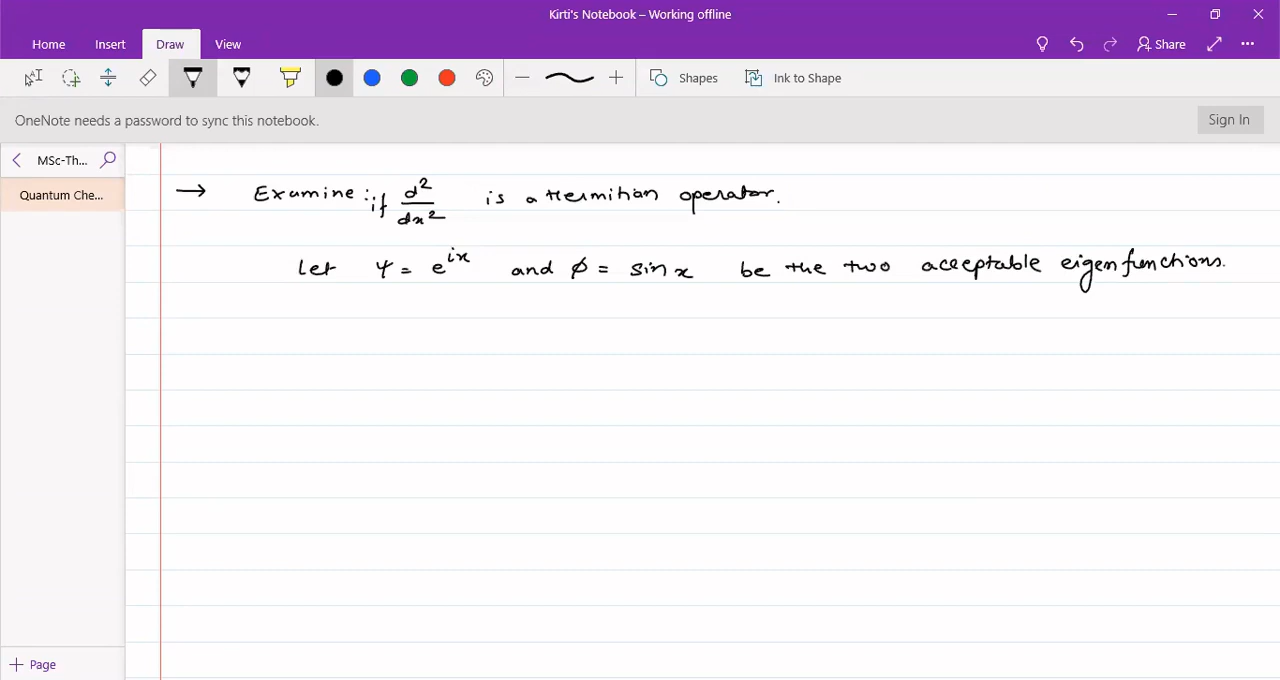 Kirti's Notebook – Working offline
Home Insert Draw View
Share
Shapes Ink to Shape
OneNote needs a password to sync this notebook.
Sign In
MSc-Th...
Quantum Che...
→ Examine : if d²/dx² is a Hermitian operator.
Let ψ = e^ix and ϕ = sin x be the two acceptable eigenfunctions.
+ Page